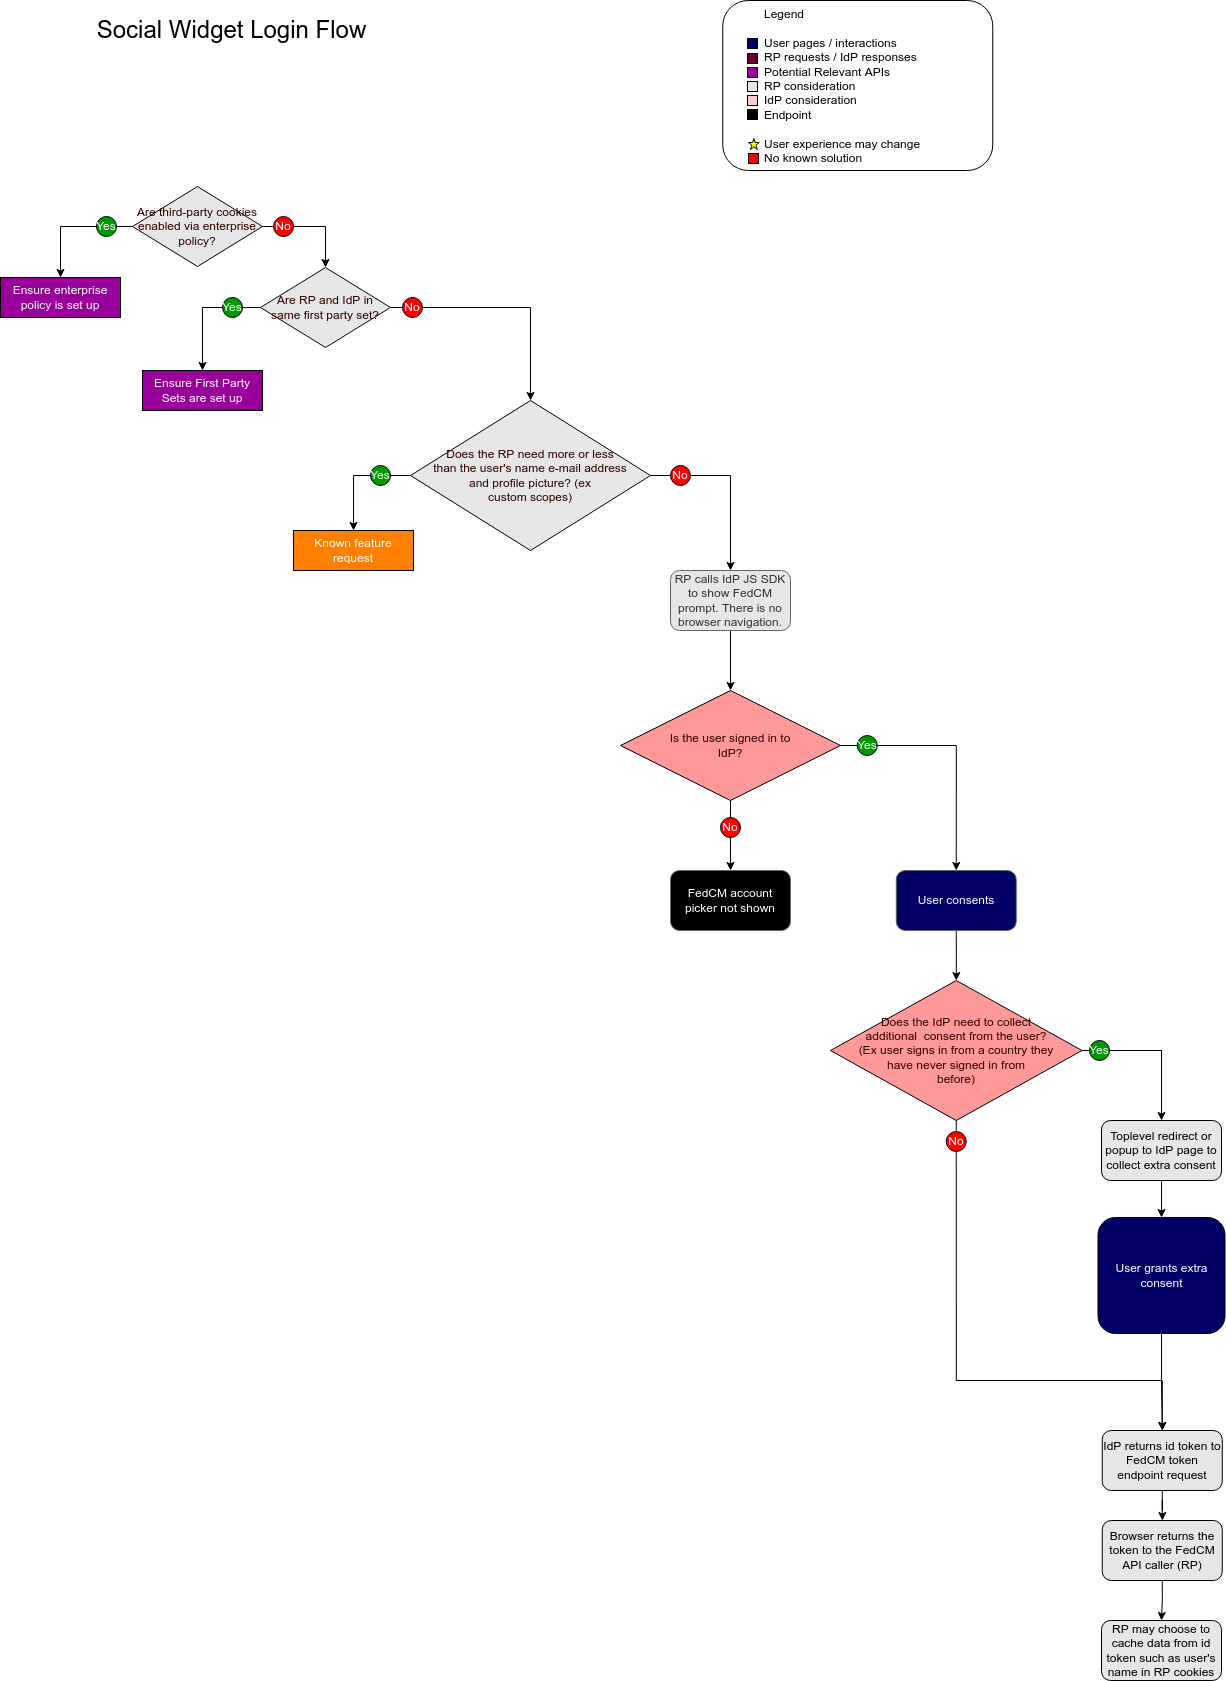 Social Widget Login Flow
Legend
User pages / interactions
RP requests / IdP responses
Potential Relevant APIs
RP consideration
IdP consideration
Endpoint
User experience may change
No known solution
Are third-party cookies
enabled via enterprise
policy?
Yes
No
Ensure enterprise
policy is set up
Are RP and IdP in
same first party set?
Yes
No
Ensure First Party
Sets are set up
Does the RP need more or less
than the user's name e-mail address
and profile picture? (ex
custom scopes)
Yes
No
Known feature
request
RP calls IdP JS SDK
to show FedCM
prompt. There is no
browser navigation.
Is the user signed in to
IdP?
Yes
No
FedCM account
picker not shown
User consents
Does the IdP need to collect
additional  consent from the user?
(Ex user signs in from a country they
have never signed in from
before)
Yes
No
Toplevel redirect or
popup to IdP page to
collect extra consent
User grants extra
consent
IdP returns id token to
FedCM token
endpoint request
Browser returns the
token to the FedCM
API caller (RP)
RP may choose to
cache data from id
token such as user's
name in RP cookies